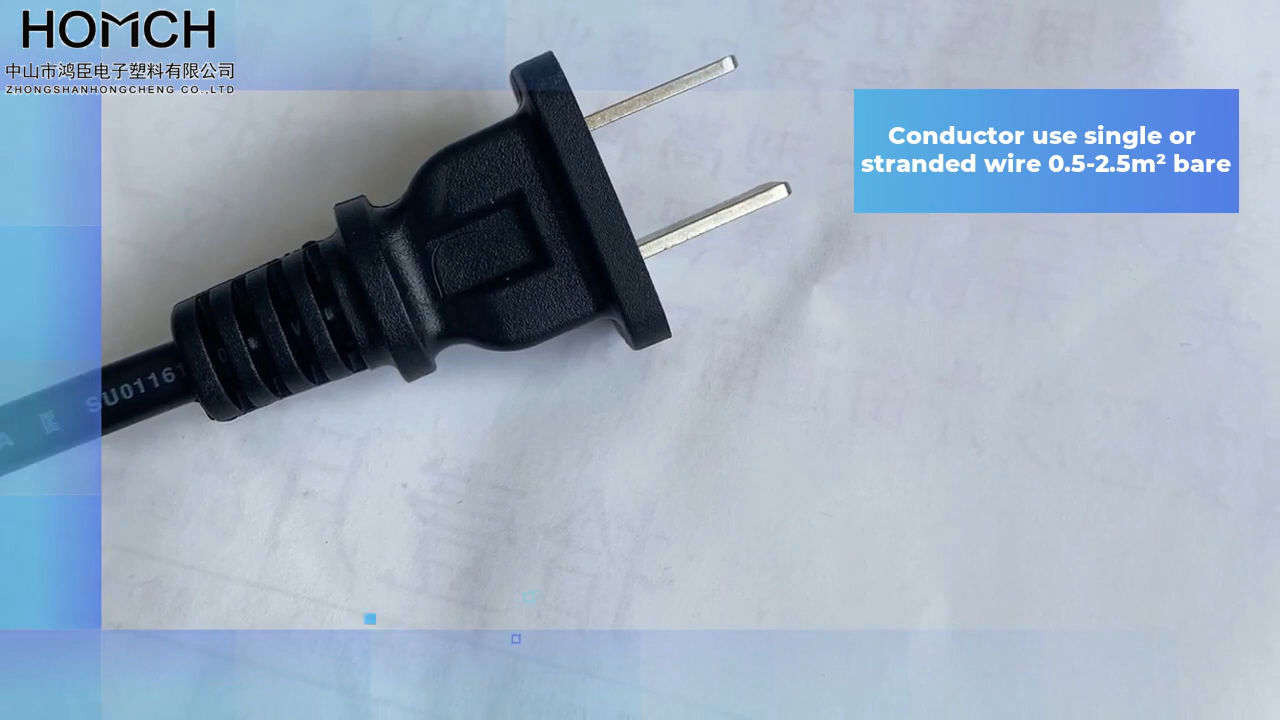 HOMCH
中山市鸿臣电子塑料有限公司
ZHONGSHANHONGCHENG CO.,LTD
Conductor use single or
stranded wire 0.5-2.5m² bare
SU01161